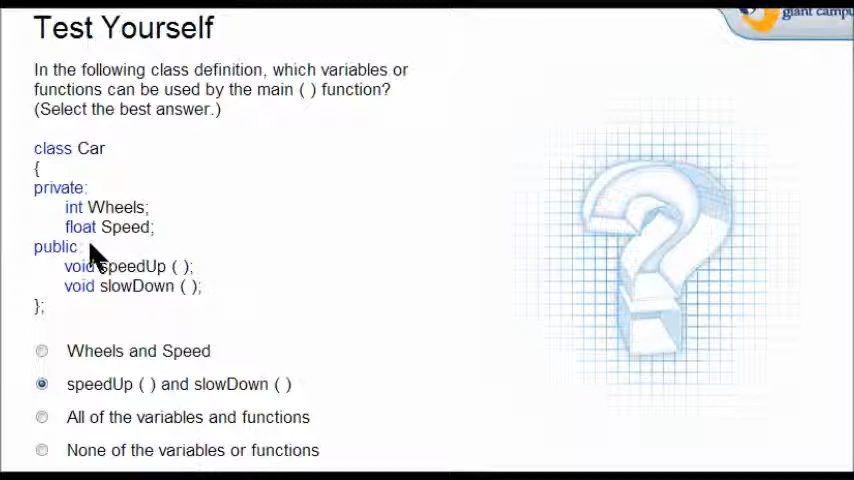 Test Yourself
giant campu
In the following class definition, which variables or
functions can be used by the main ( ) function?
(Select the best answer.)
class Car
{
private:
int Wheels;
float Speed;
public:
void speedUp ( );
void slowDown ( );
};
Wheels and Speed
speedUp ( ) and slowDown ( )
All of the variables and functions
None of the variables or functions